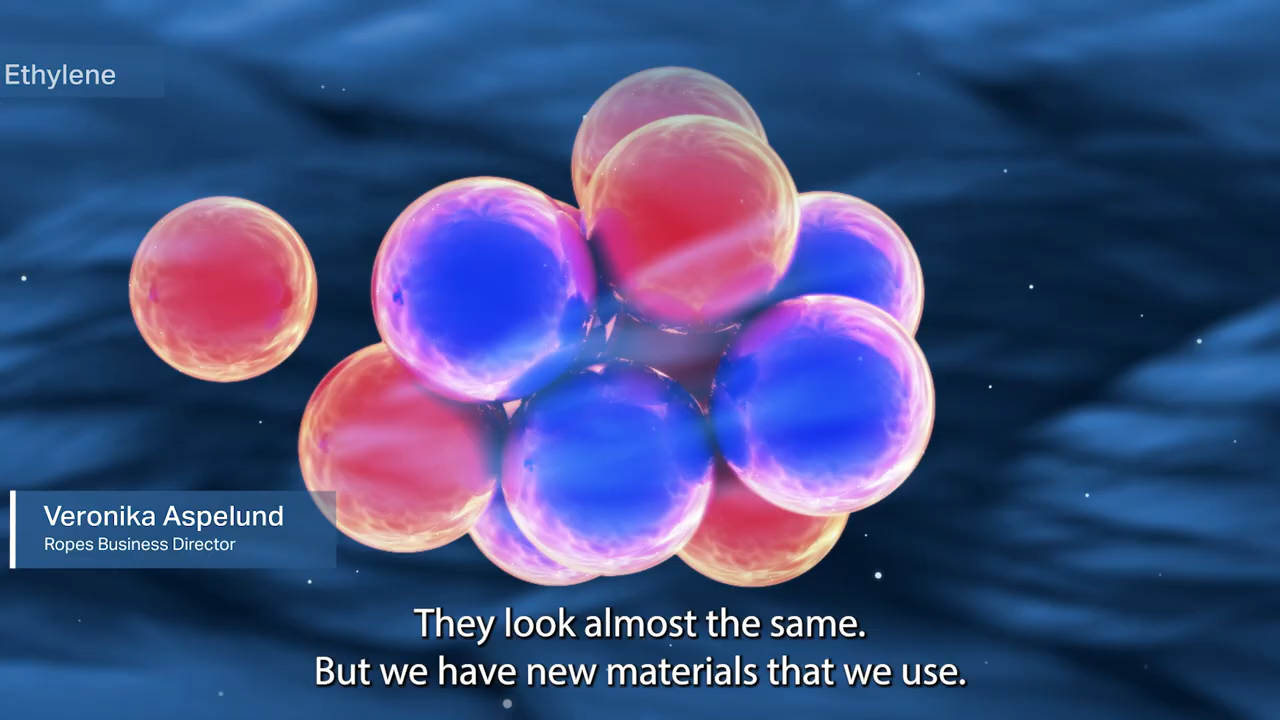 Ethylene
Veronika Aspelund
Ropes Business Director
They look almost the same.
But we have new materials that we use.